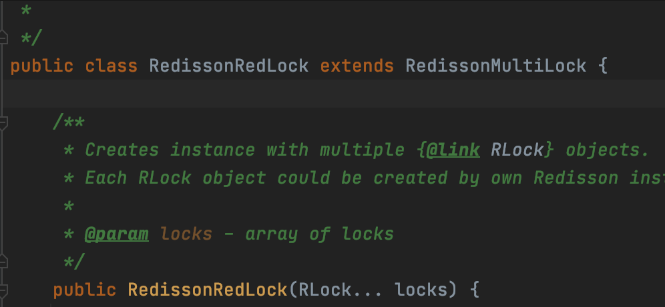 *
*/
public class RedissonRedLock extends RedissonMultiLock {
/**
* Creates instance with multiple {@link RLock} objects.
* Each RLock object could be created by own Redisson inst
*
* @param locks - array of locks
*/
public RedissonRedLock(RLock... locks) {